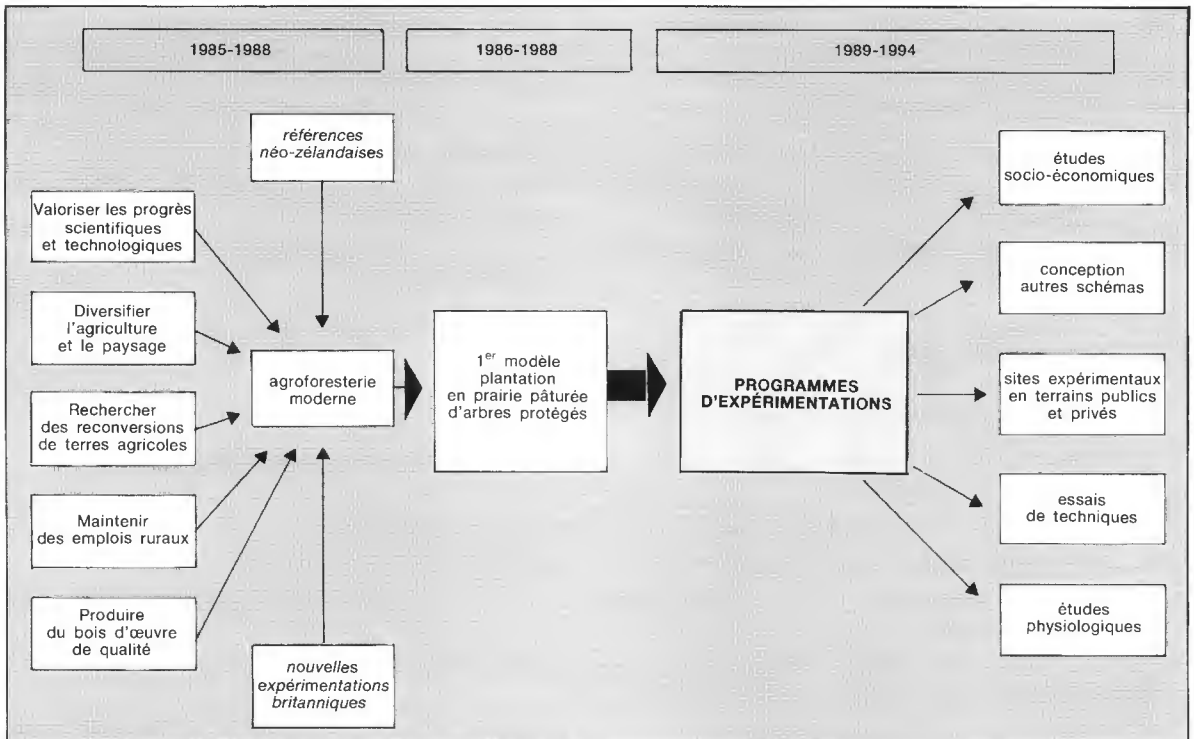 1985-1988
1986-1988
1989-1994
références
néo-zélandaises
Valoriser les progrès
scientifiques
et technologiques
Diversifier
l'agriculture
et le paysage
Rechercher
des reconversions
de terres agricoles
Maintenir
des emplois ruraux
Produire
du bois d'œuvre
de qualité
agroforesterie
moderne
nouvelles
expérimentations
britanniques
1er modèle
plantation
en prairie pâturée
d'arbres protégés
PROGRAMMES
D'EXPÉRIMENTATIONS
études
socio-économiques
conception
autres schémas
sites expérimentaux
en terrains publics
et privés
essais
de techniques
études
physiologiques